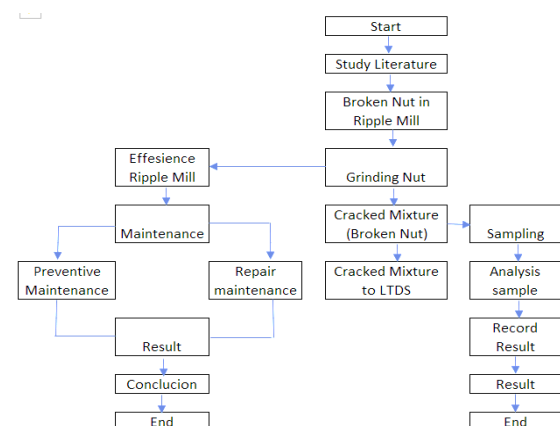 Start
Study Literature
Broken Nut in
Ripple Mill
Effesience
Ripple Mill
Grinding Nut
Maintenance
Cracked Mixture
(Broken Nut)
Sampling
Preventive
Maintenance
Repair
maintenance
Cracked Mixture
to LTDS
Analysis
sample
Result
Record
Result
Conclucion
Result
End
End